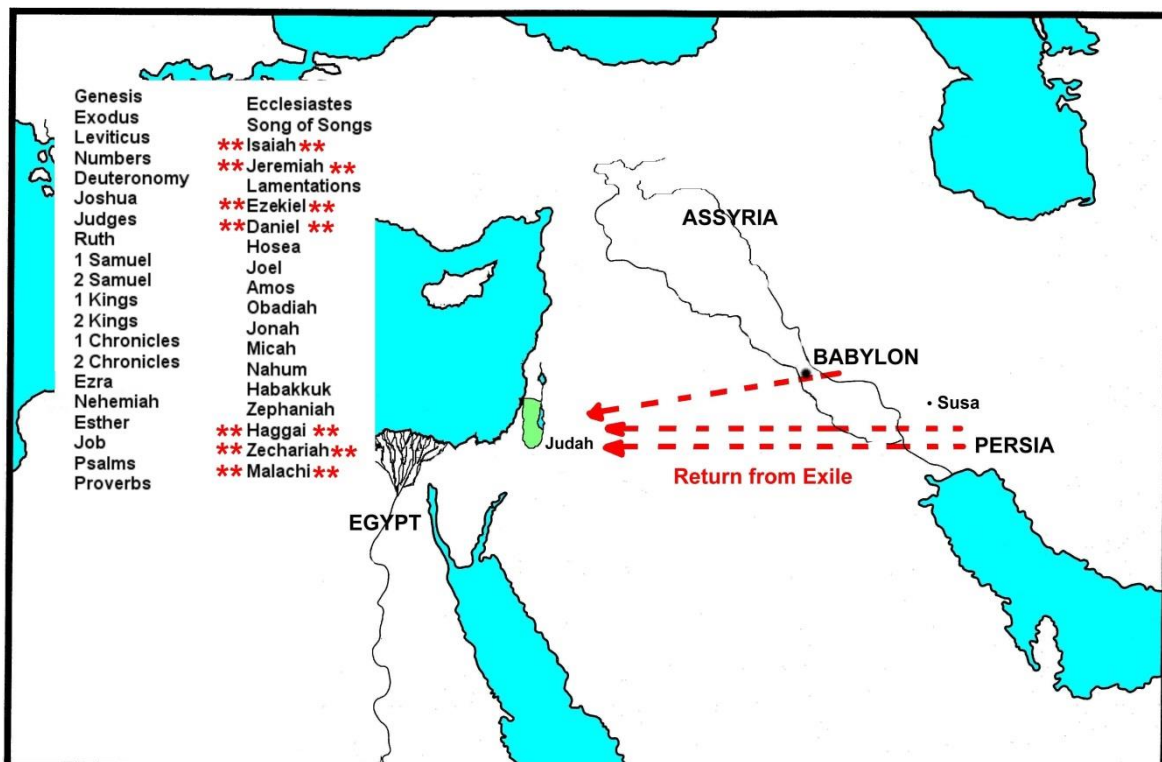 Genesis
Exodus
Leviticus
Numbers
Deuteronomy
Joshua
Judges
Ruth
1 Samuel
2 Samuel
1 Kings
2 Kings
1 Chronicles
2 Chronicles
Ezra
Nehemiah
Esther
Job
Psalms
Proverbs
Ecclesiastes
Song of Songs
**Isaiah **
**Jeremiah **
Lamentations
**Ezekiel **
**Daniel **
Hosea
Joel
Amos
Obadiah
Jonah
Micah
Nahum
Habakkuk
Zephaniah
** Haggai **
** Zechariah **
** Malachi **
ASSYRIA
BABYLON
Susa
Judah
PERSIA
Return from Exile
EGYPT